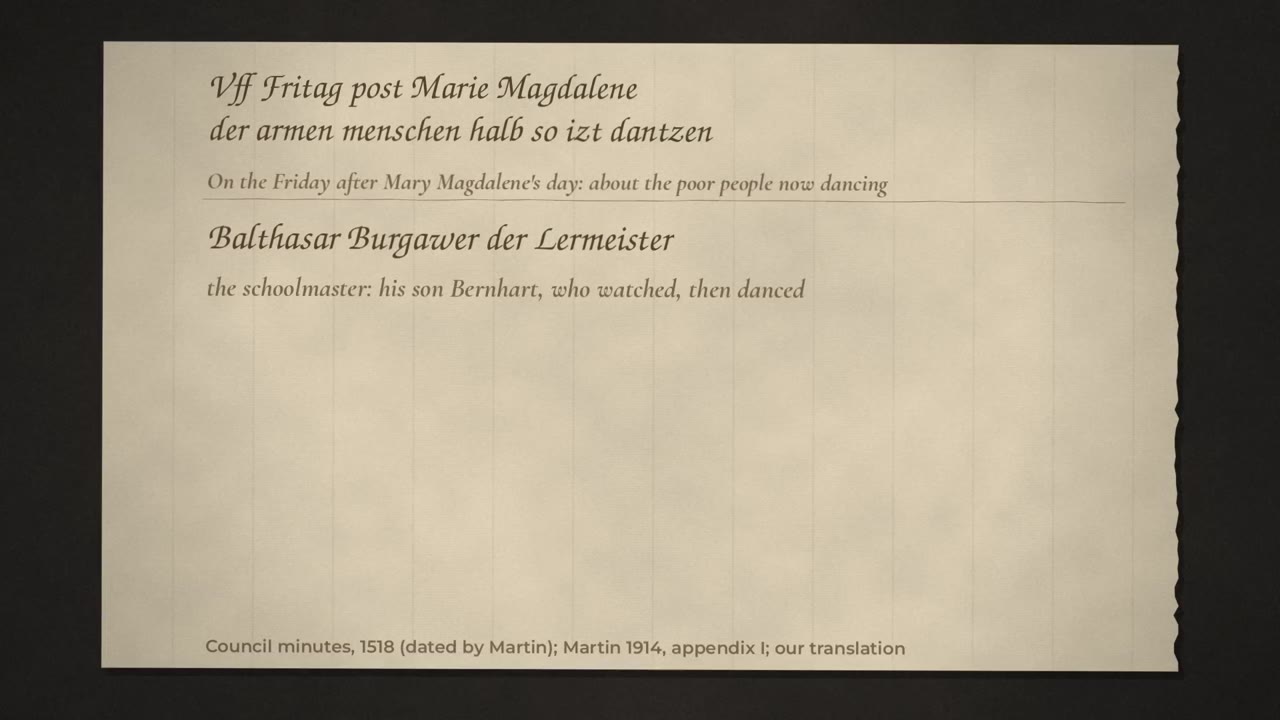 Vff Fritag post Marie Magdalene
der armen menschen halb so izt dantzen
On the Friday after Mary Magdalene's day: about the poor people now dancing
Balthasar Burgawer der Lermeister
the schoolmaster: his son Bernhart, who watched, then danced
Council minutes, 1518 (dated by Martin); Martin 1914, appendix I; our translation